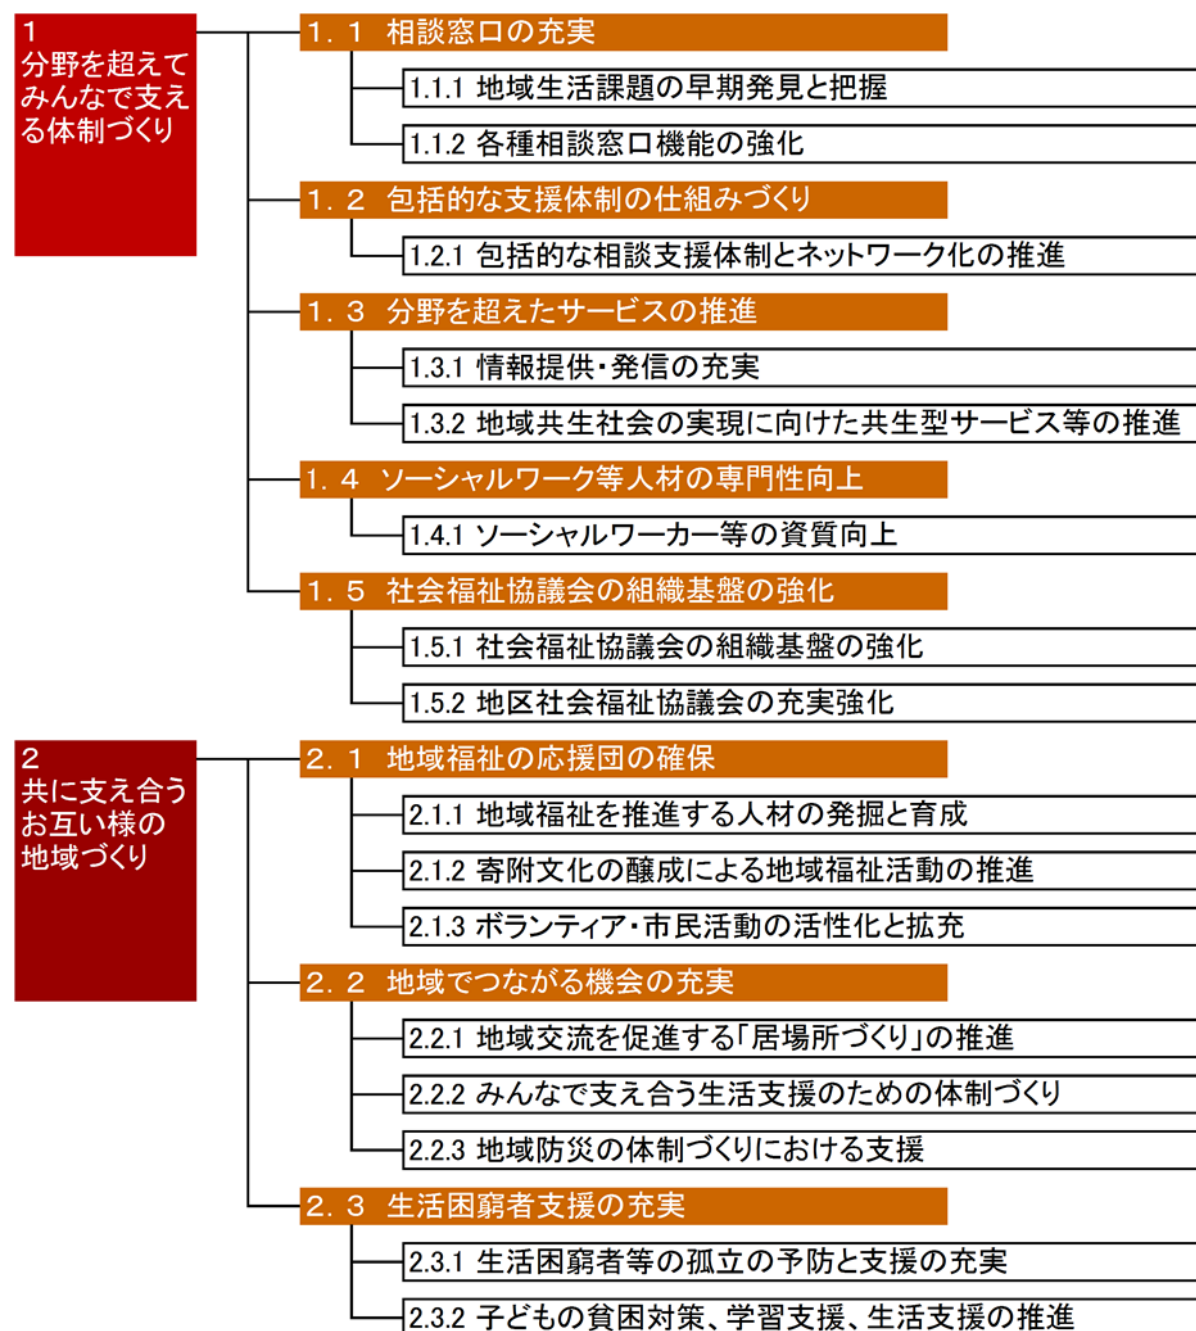 1
分野を超えて
みんなで支え
る体制づくり
1．1 相談窓口の充実
1.1.1 地域生活課題の早期発見と把握
1.1.2 各種相談窓口機能の強化
1．2 包括的な支援体制の仕組みづくり
1.2.1 包括的な相談支援体制とネットワーク化の推進
1．3 分野を超えたサービスの推進
1.3.1 情報提供・発信の充実
1.3.2 地域共生社会の実現に向けた共生型サービス等の推進
1．4 ソーシャルワーク等人材の専門性向上
1.4.1 ソーシャルワーカー等の資質向上
1．5 社会福祉協議会の組織基盤の強化
1.5.1 社会福祉協議会の組織基盤の強化
1.5.2 地区社会福祉協議会の充実強化
2
共に支え合う
お互い様の
地域づくり
2．1 地域福祉の応援団の確保
2.1.1 地域福祉を推進する人材の発掘と育成
2.1.2 寄附文化の醸成による地域福祉活動の推進
2.1.3 ボランティア・市民活動の活性化と拡充
2．2 地域でつながる機会の充実
2.2.1 地域交流を促進する「居場所づくり」の推進
2.2.2 みんなで支え合う生活支援のための体制づくり
2.2.3 地域防災の体制づくりにおける支援
2．3 生活困窮者支援の充実
2.3.1 生活困窮者等の孤立の予防と支援の充実
2.3.2 子どもの貧困対策、学習支援、生活支援の推進